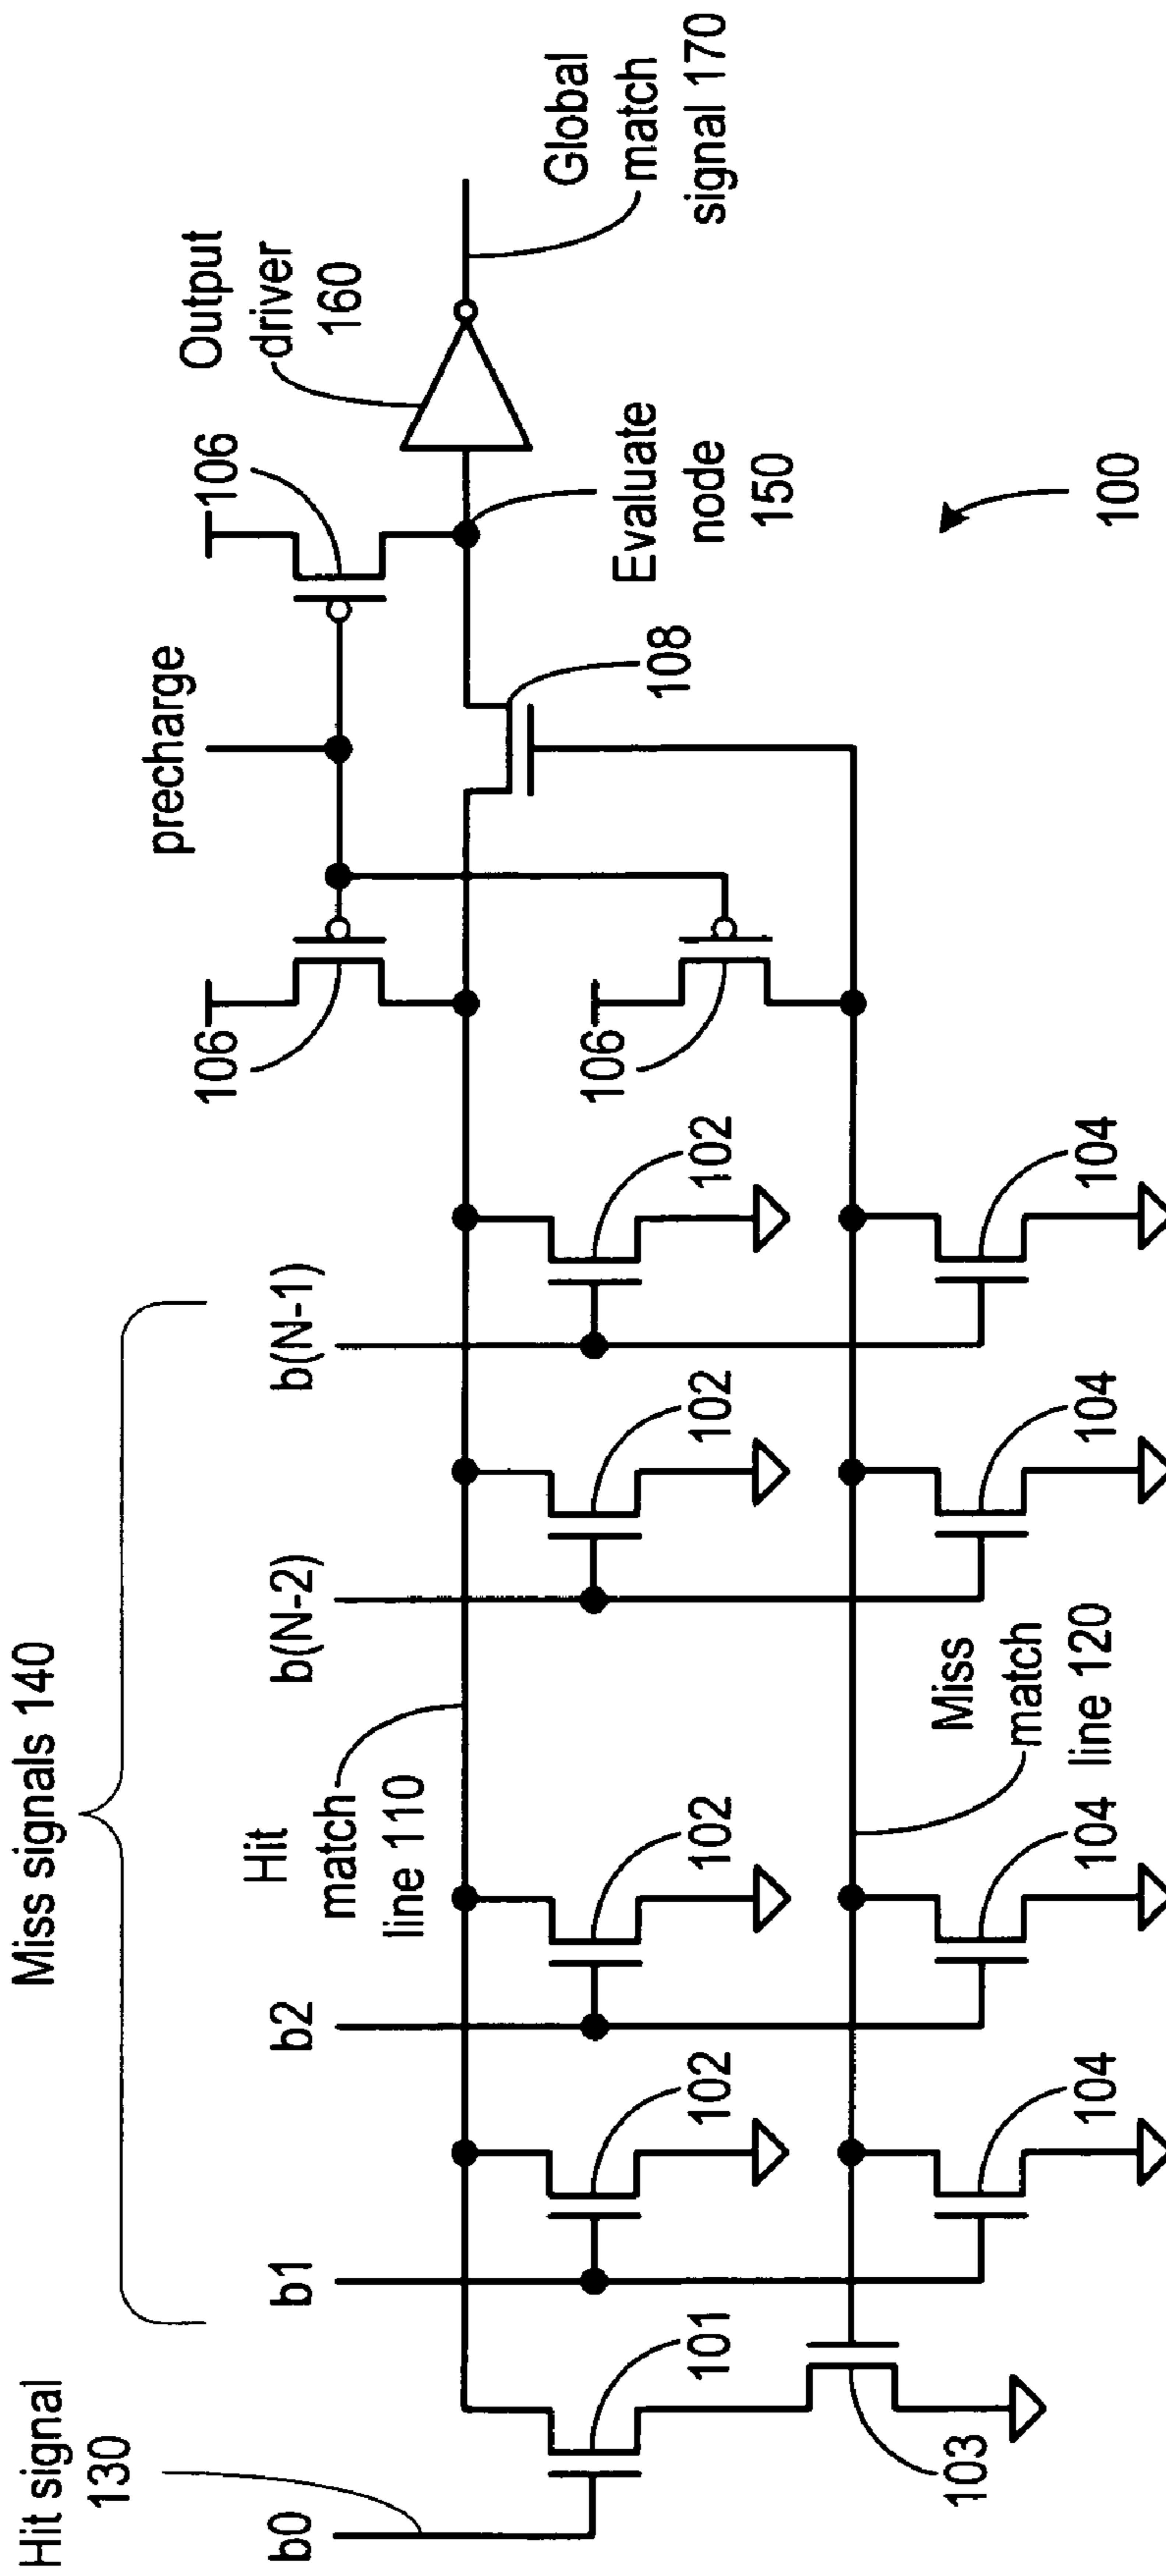 Hit signal
130
b0
Miss signals 140
b1
b2
b(N-2)
b(N-1)
precharge
Hit
match
line 110
101
102
102
102
102
103
104
104
104
104
Miss
match
line 120
106
106
106
108
Evaluate
node
150
Output
driver
160
Global
match
signal 170
100